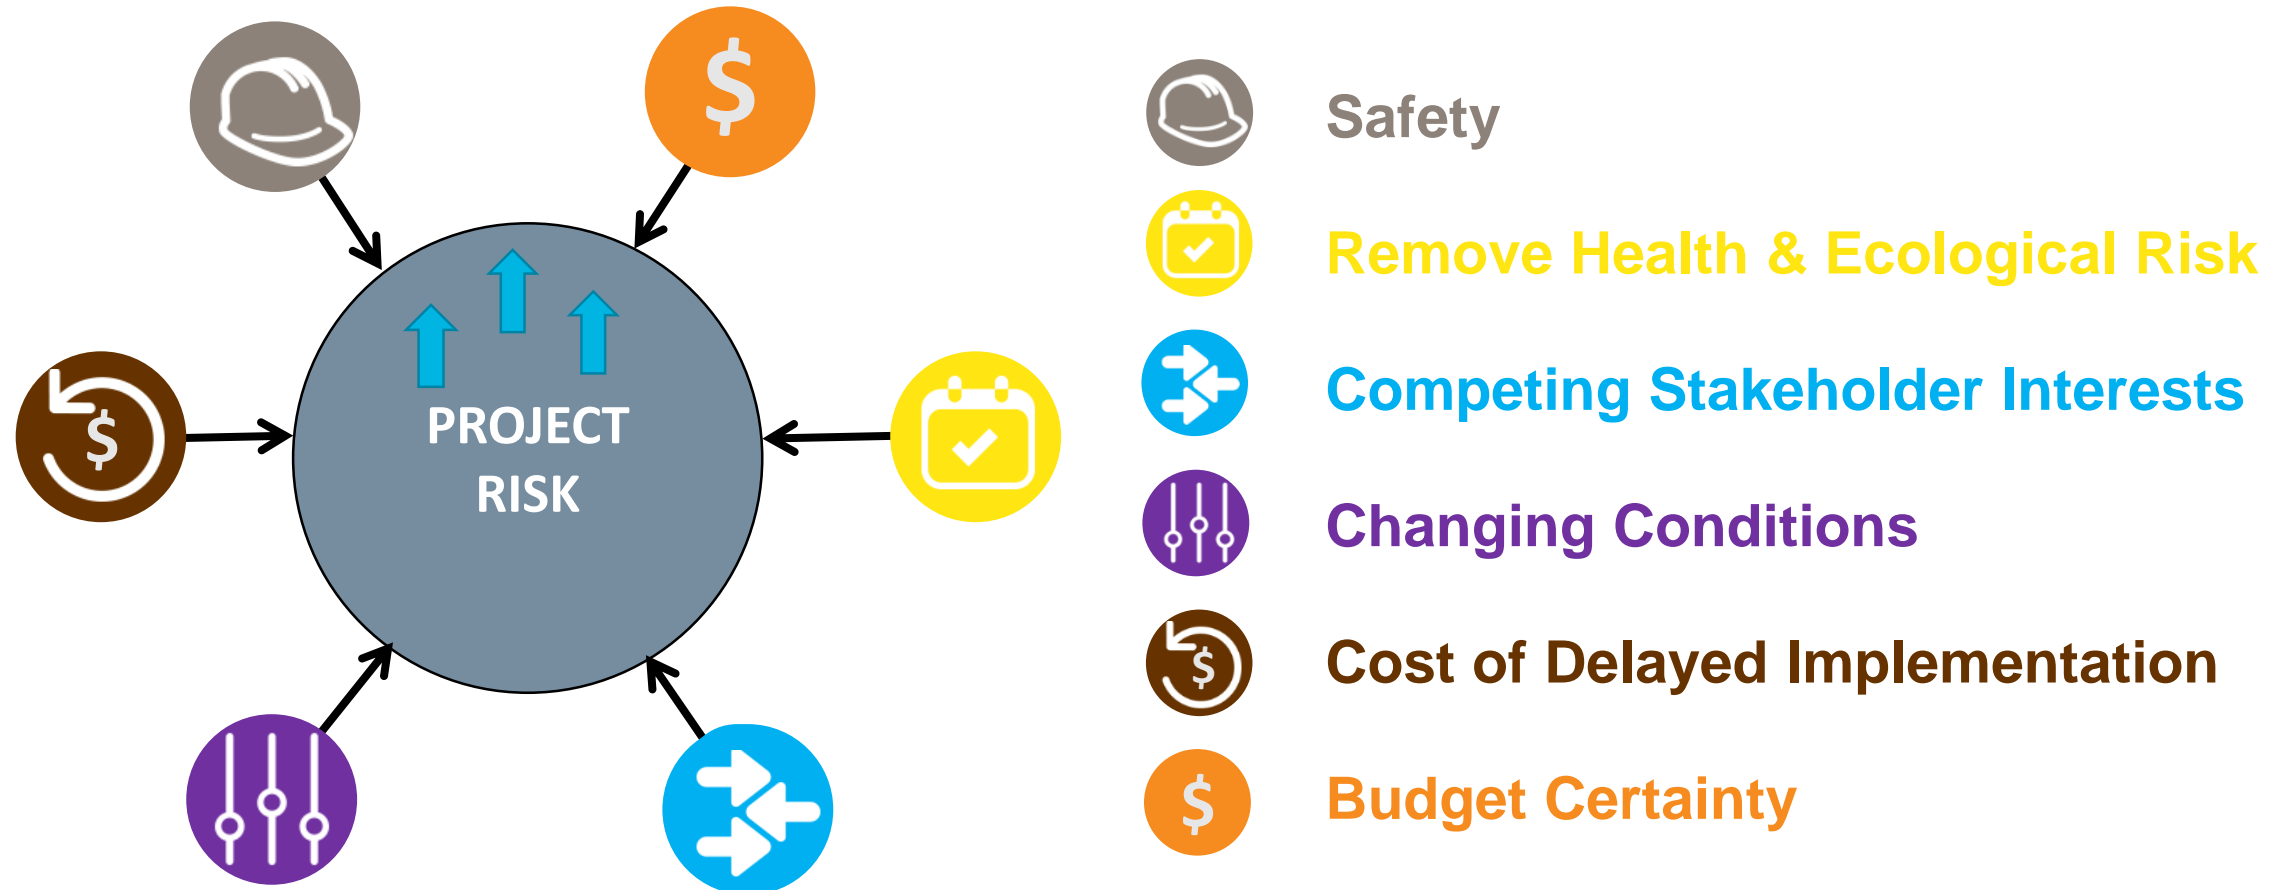 $
$
PROJECT
RISK
Safety
Remove Health & Ecological Risk
Competing Stakeholder Interests
Changing Conditions
$
Cost of Delayed Implementation
$
Budget Certainty